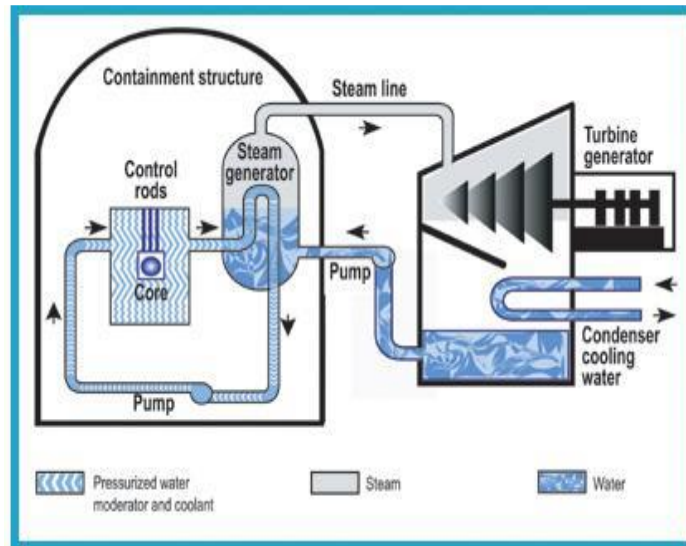 Containment structure
Steam line
Steam
generator
Turbine
generator
Control
rods
Core
Pump
Pump
Condenser
cooling
water
Pressurized water
moderator and coolant
Steam
Water